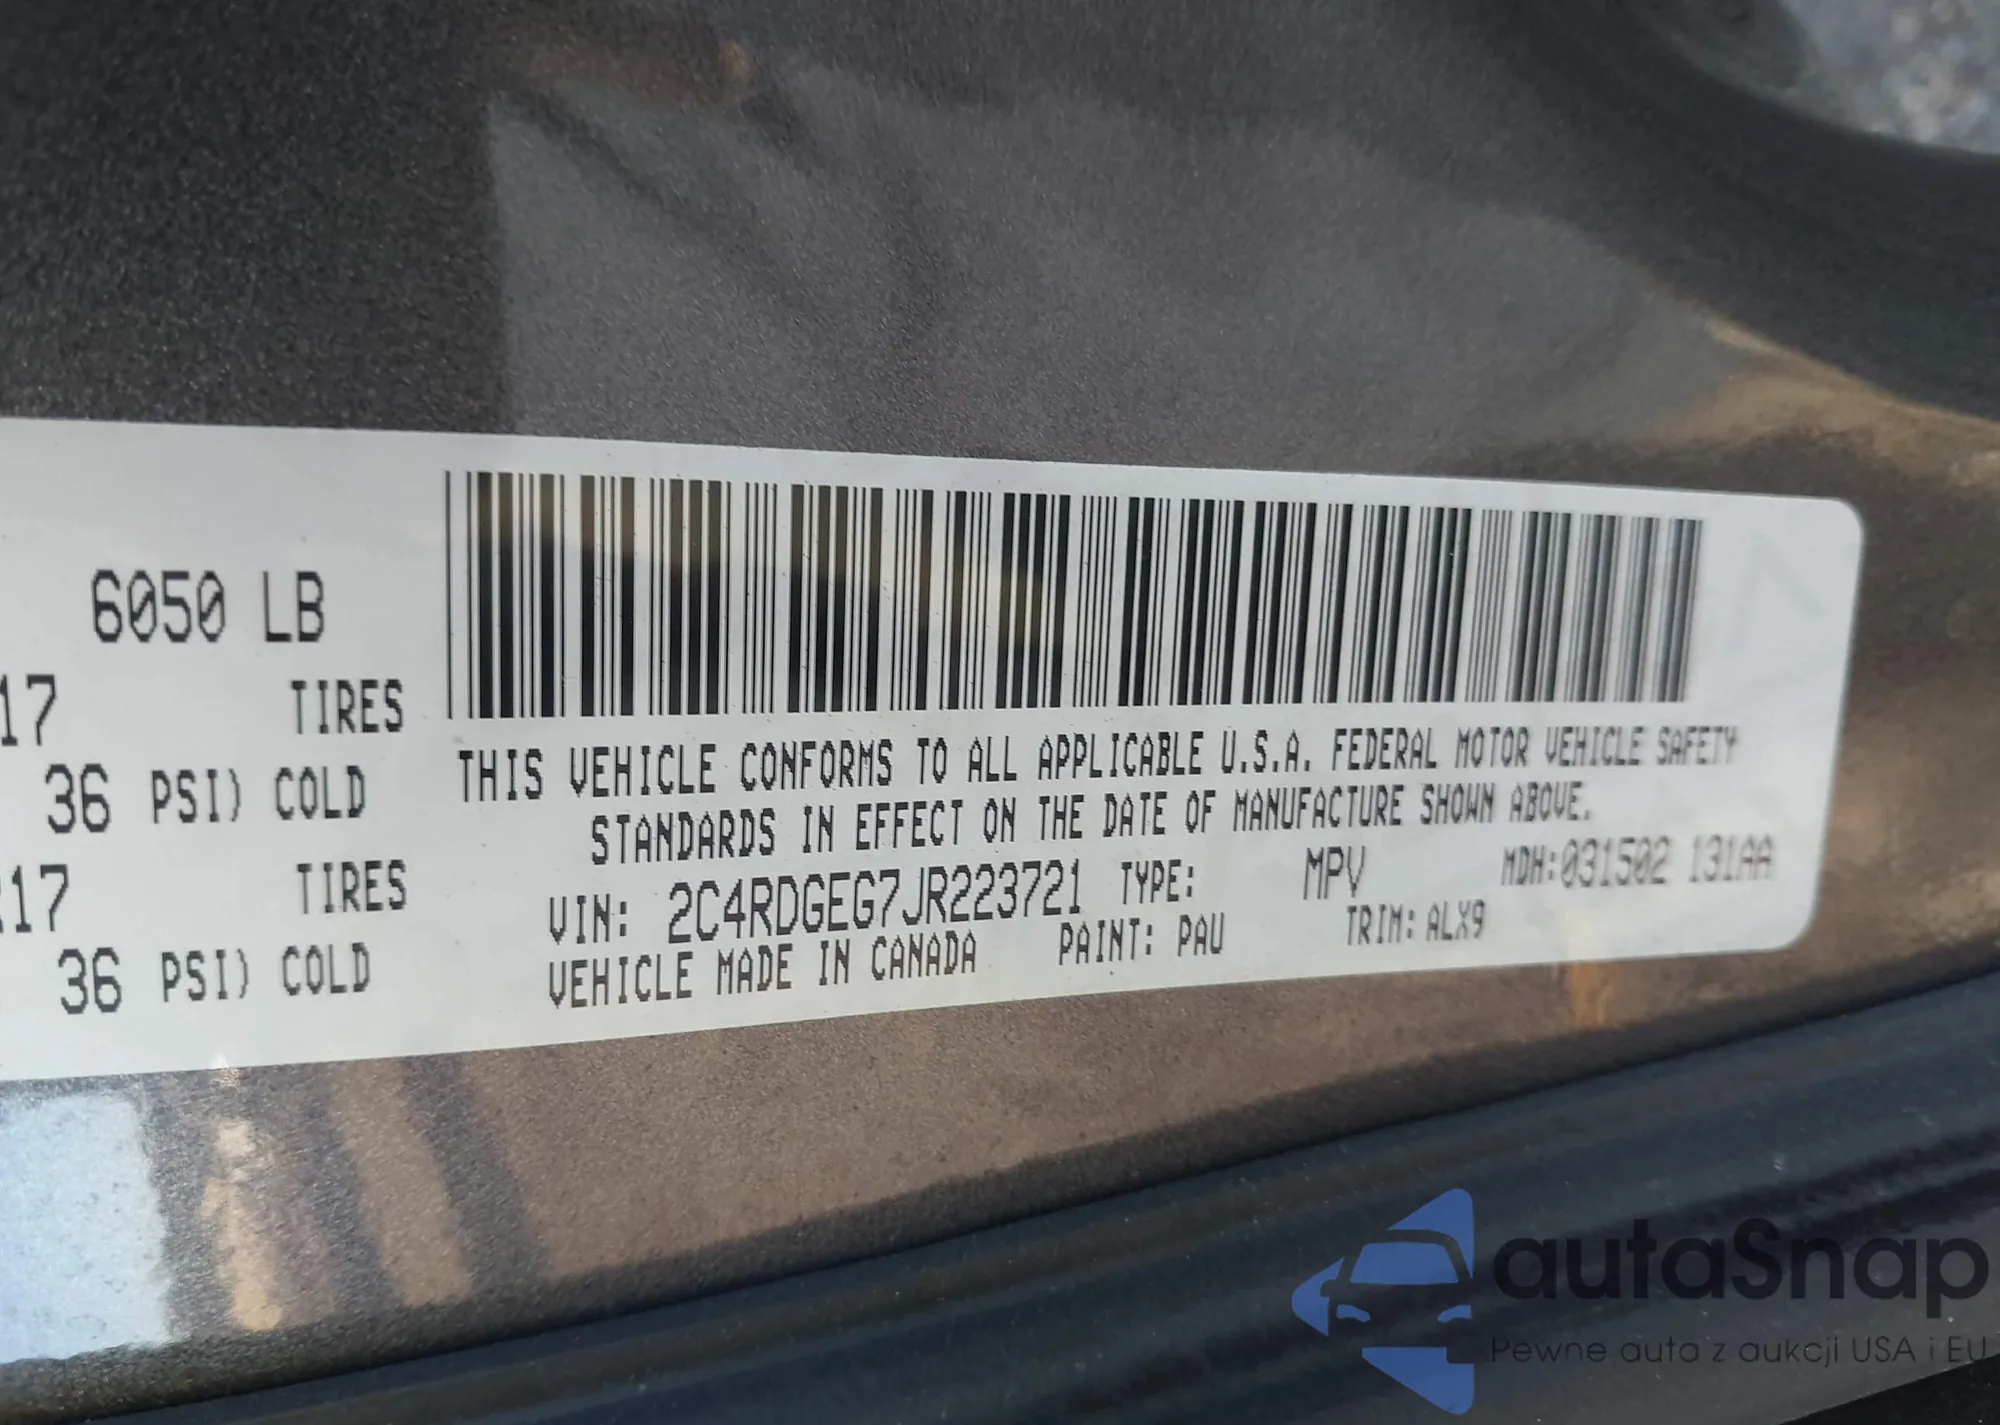 6050 LB
17 TIRES
36 PSI) COLD
R17 TIRES
36 PSI) COLD
THIS VEHICLE CONFORMS TO ALL APPLICABLE U.S.A. FEDERAL MOTOR VEHICLE SAFETY
STANDARDS IN EFFECT ON THE DATE OF MANUFACTURE SHOWN ABOVE.
VIN: 2C4RDGEG7JR223721 TYPE: MPV MDH:031502 131AA
VEHICLE MADE IN CANADA PAINT: PAU TRIM: ALX9
autaSnap
Pewne auta z aukcji USA i EU